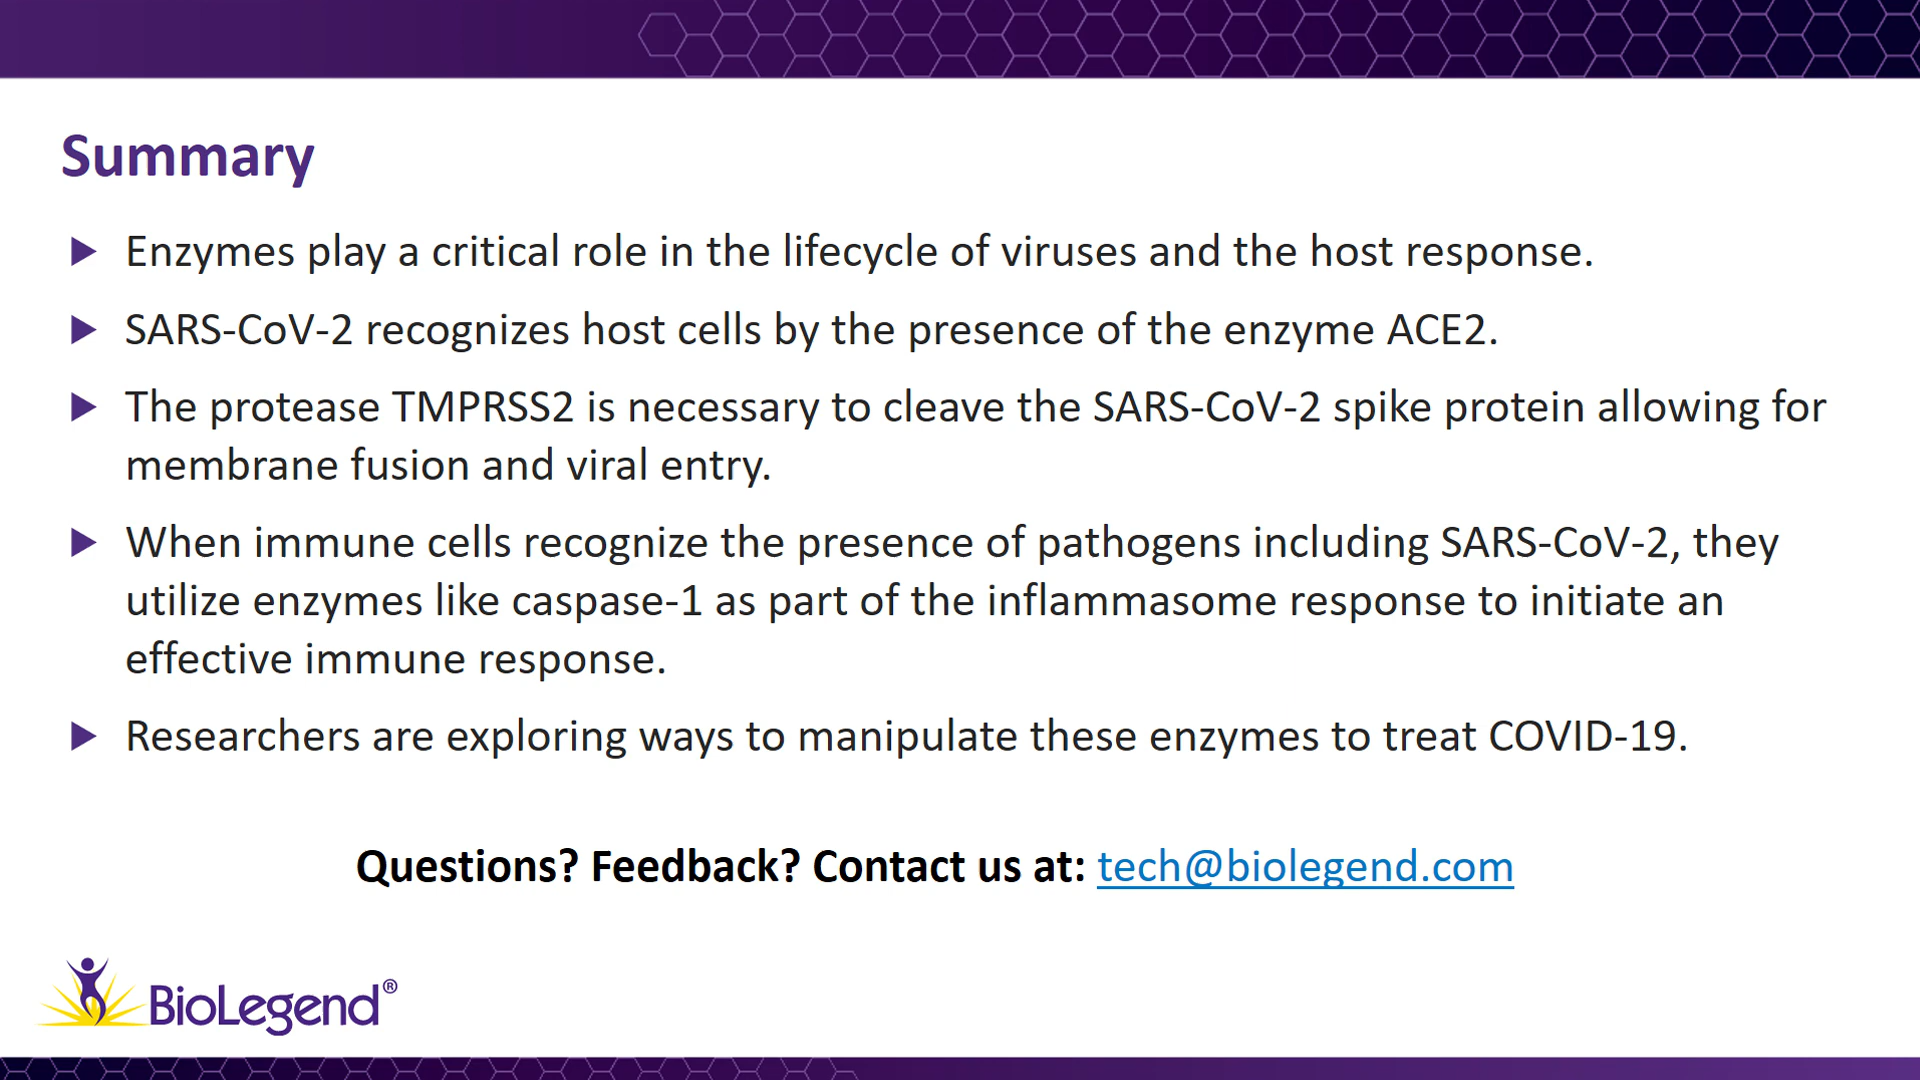 Summary
Enzymes play a critical role in the lifecycle of viruses and the host response.
SARS-CoV-2 recognizes host cells by the presence of the enzyme ACE2.
The protease TMPRSS2 is necessary to cleave the SARS-CoV-2 spike protein allowing for
membrane fusion and viral entry.
When immune cells recognize the presence of pathogens including SARS-CoV-2, they
utilize enzymes like caspase-1 as part of the inflammasome response to initiate an
effective immune response.
Researchers are exploring ways to manipulate these enzymes to treat COVID-19.
Questions? Feedback? Contact us at: tech@biolegend.com
BioLegend®